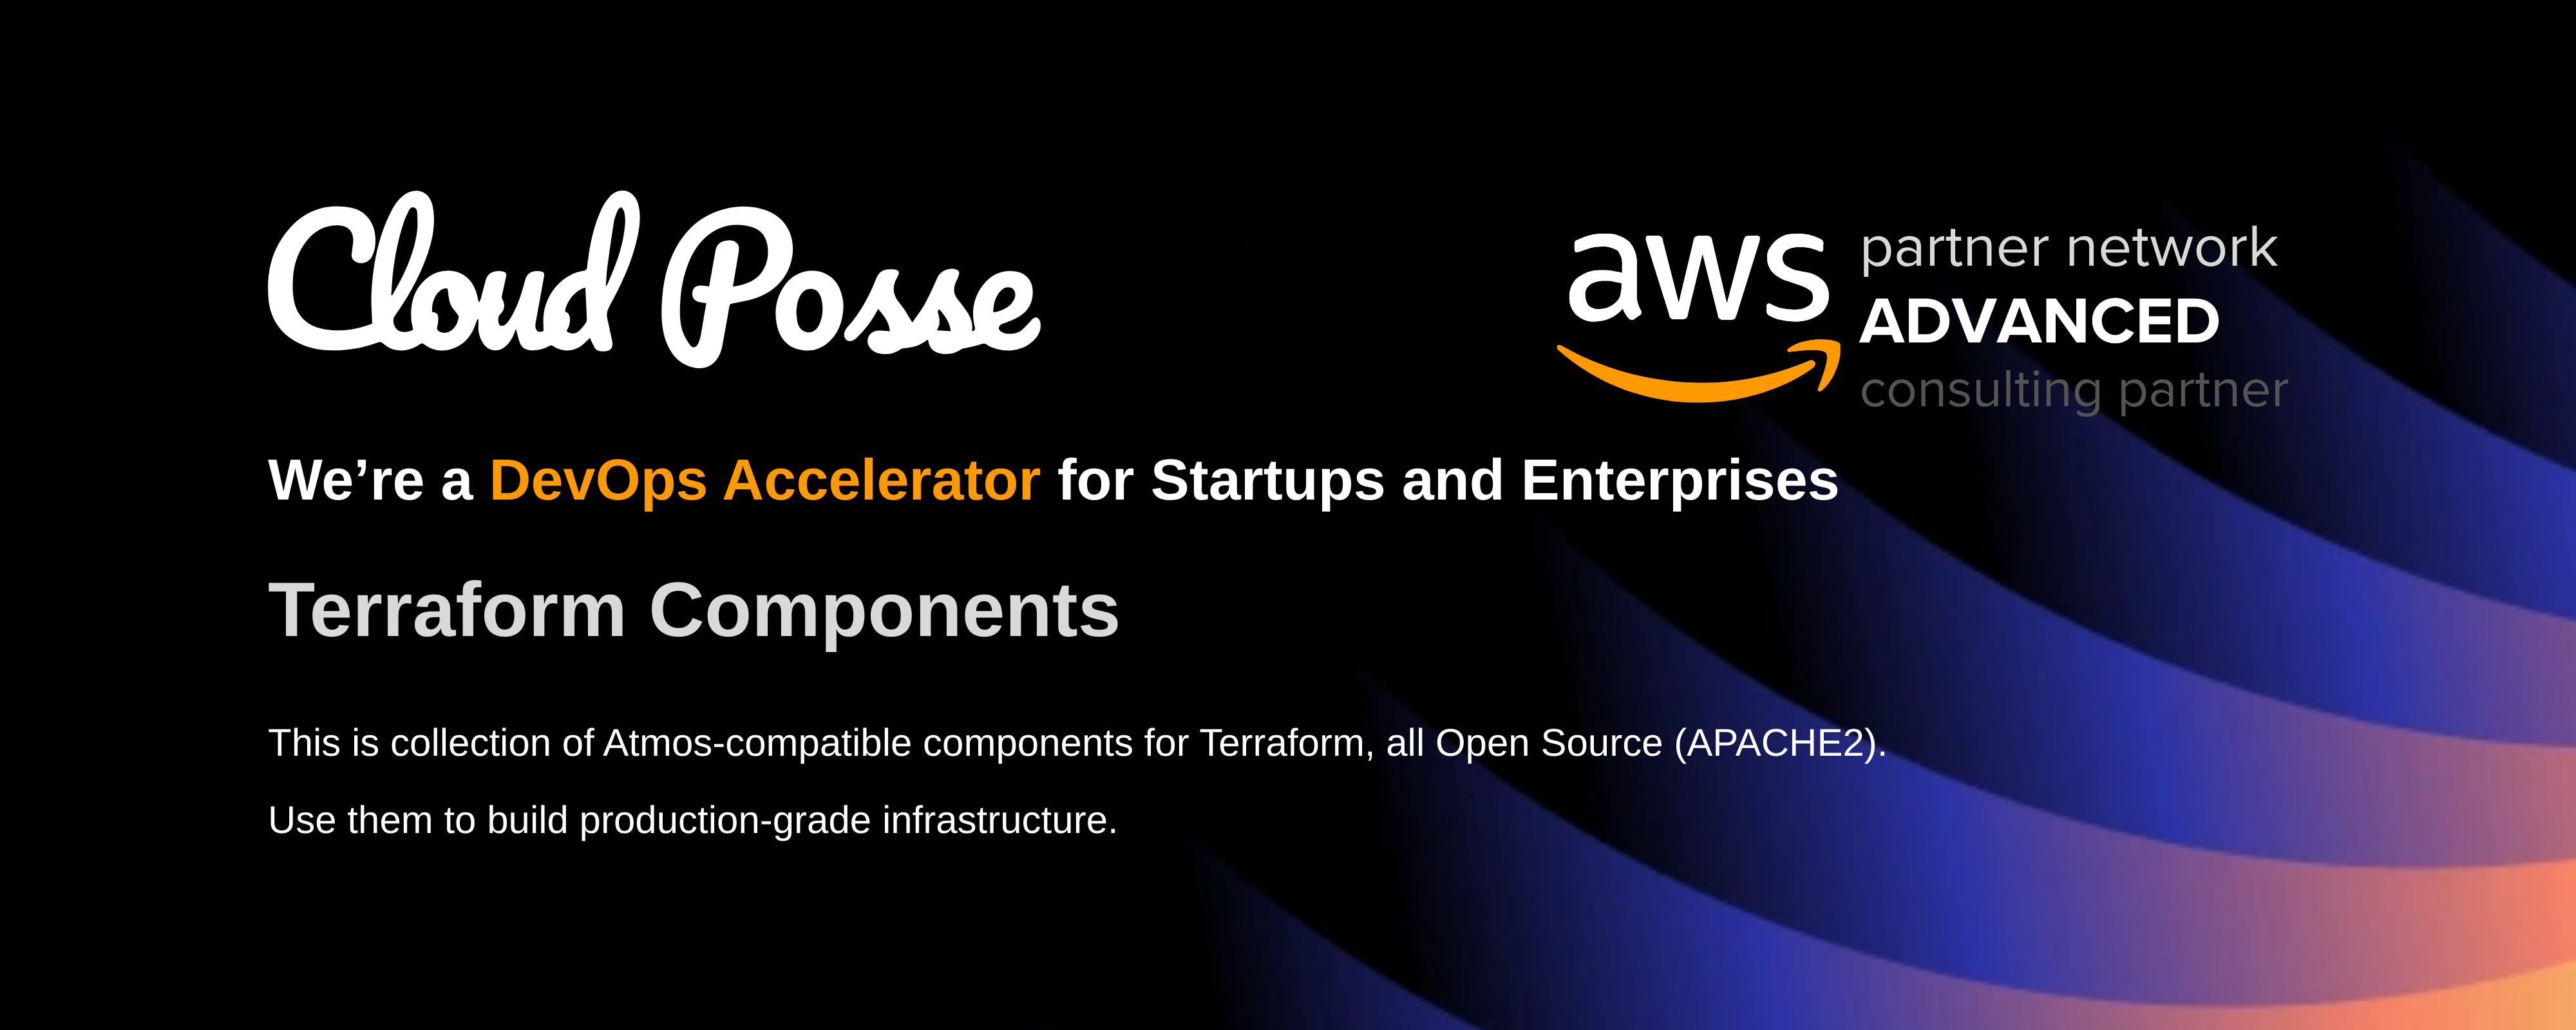 Cloud Posse
aws
partner network
ADVANCED
consulting partner
We’re a DevOps Accelerator for Startups and Enterprises
Terraform Components
This is collection of Atmos-compatible components for Terraform, all Open Source (APACHE2).
Use them to build production-grade infrastructure.